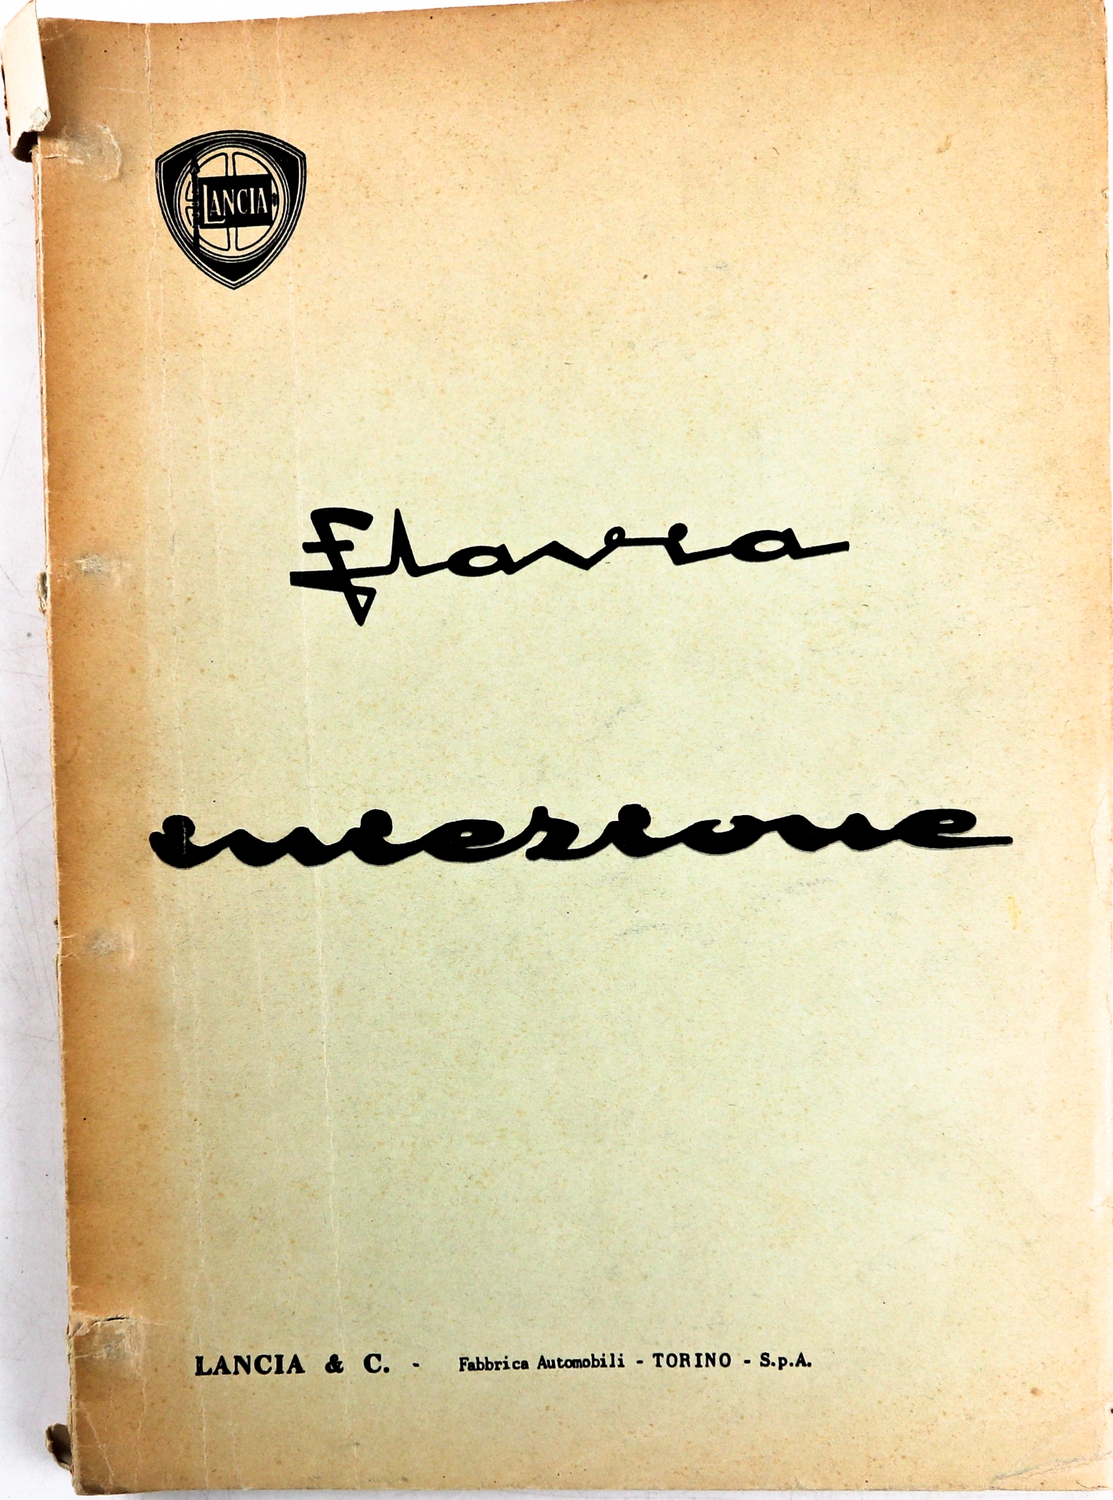 LANCIA
Flavia
iniezione
LANCIA & C. - Fabbrica Automobili - TORINO - S.p.A.